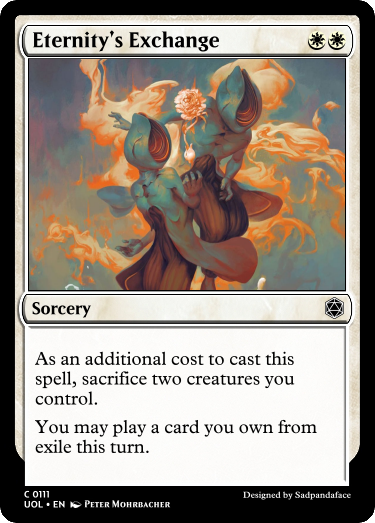 Eternity's Exchange
Sorcery
As an additional cost to cast this
spell, sacrifice two creatures you
control.
You may play a card you own from
exile this turn.
C 0111
UOL • EN Peter Mohrbacher
Designed by Sadpandaface